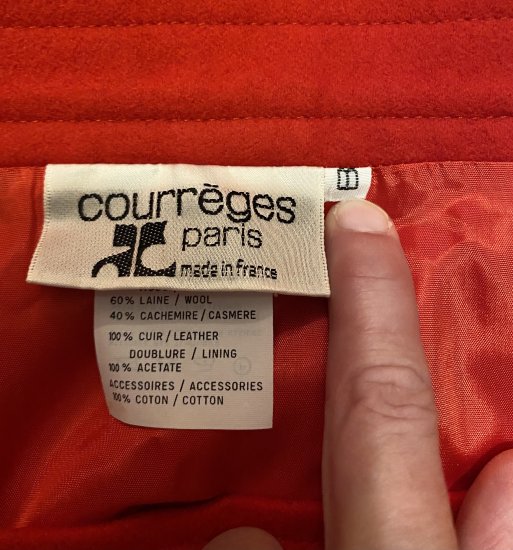 courrèges
paris
made in france
B
60% LAINE / WOOL
40% CACHEMIRE / CASMERE
100% CUIR / LEATHER
DOUBLURE / LINING
100% ACETATE
ACCESSOIRES / ACCESSORIES
100% COTON / COTTON